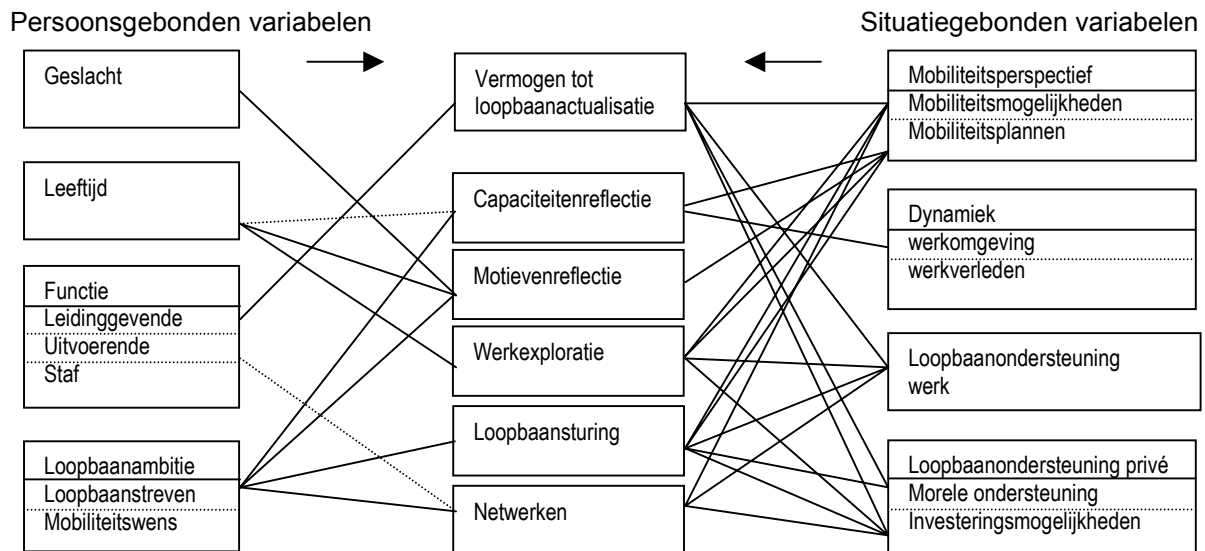 Persoonsgebonden variabelen
Situatiegebonden variabelen
Geslacht
Leeftijd
Functie
Leidinggevende
Uitvoerende
Staf
Loopbaanambitie
Loopbaanstreven
Mobiliteitswens
Vermogen tot
loopbaanactualisatie
Capaciteitenreflectie
Motievenreflectie
Werkexploratie
Loopbaansturing
Netwerken
Mobiliteitsperspectief
Mobiliteitsmogelijkheden
Mobiliteitsplannen
Dynamiek
werkomgeving
werkverleden
Loopbaanondersteuning
werk
Loopbaanondersteuning privé
Morele ondersteuning
Investeringsmogelijkheden